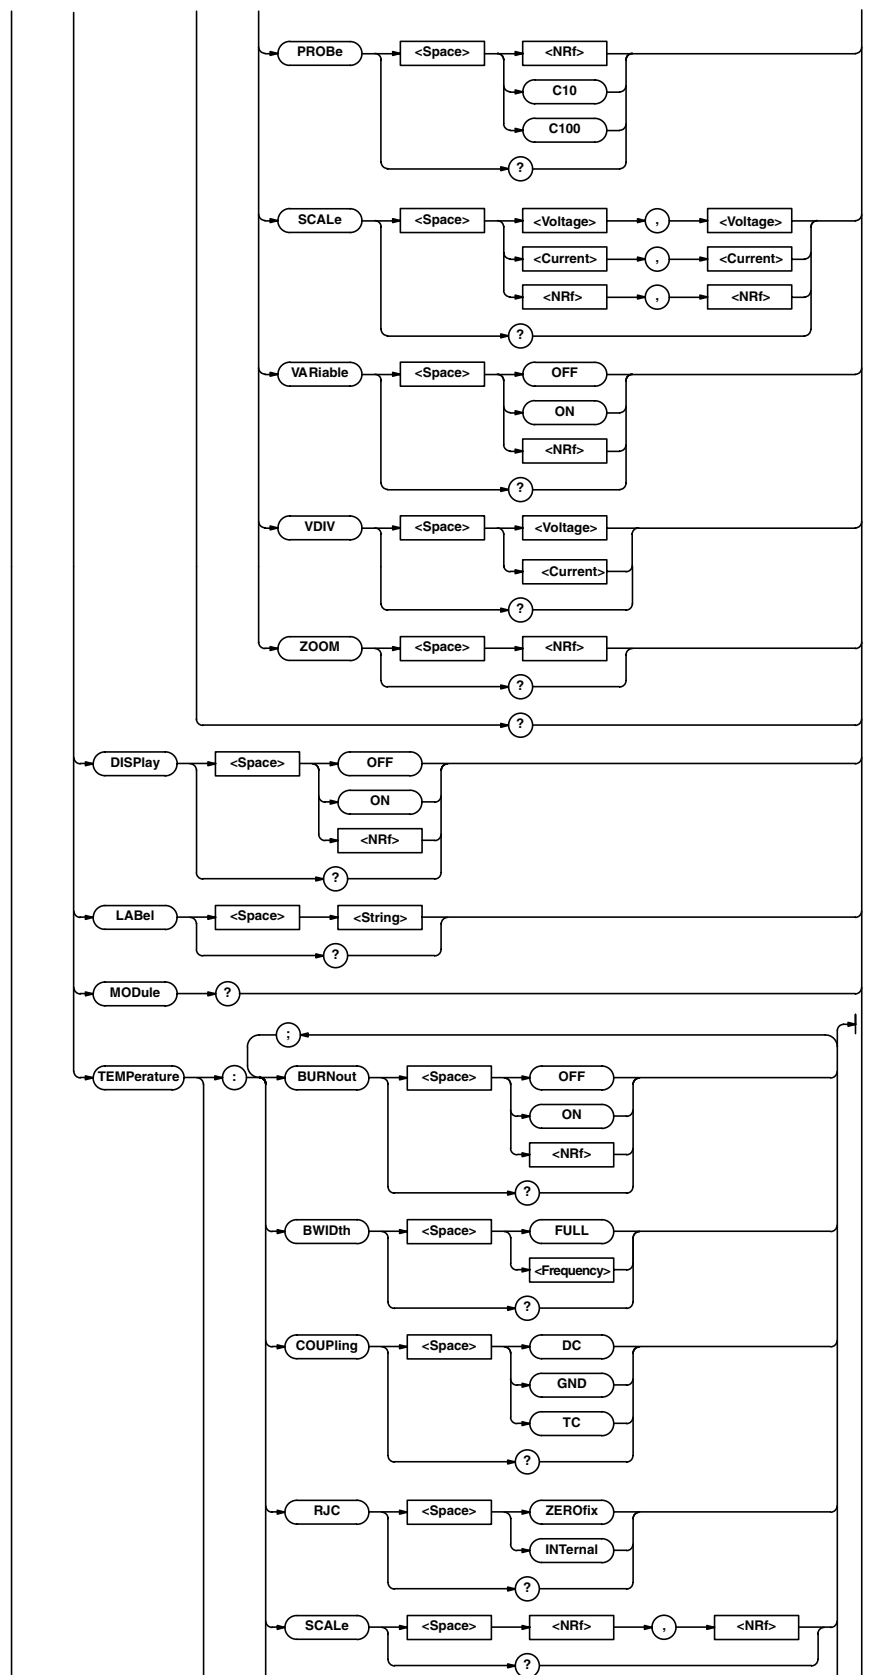 PROBe <Space> <NRf>
C10
C100
?
SCALe <Space> <Voltage> , <Voltage>
<Current> , <Current>
<NRf> , <NRf>
?
VARiable <Space> OFF
ON
<NRf>
?
VDIV <Space> <Voltage>
<Current>
?
ZOOM <Space> <NRf>
?
?
DISPlay <Space> OFF
ON
<NRf>
?
LABel <Space> <String>
?
MODule ?
;
TEMPerature : BURNout <Space> OFF
ON
<NRf>
?
BWIDth <Space> FULL
<Frequency>
?
COUPling <Space> DC
GND
TC
?
RJC <Space> ZEROfix
INTernal
?
SCALe <Space> <NRf> , <NRf>
?